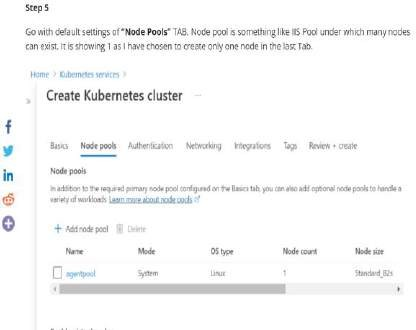 Step 5
Go with default settings of "Node Pools" TAB. Node pool is something like IIS Pool under which many nodes
can exist. It is showing 1 as I have chosen to create only one node in the last Tab.
Home > Kubernetes services >
Create Kubernetes cluster ...
Basics Node pools Authentication Networking Integrations Tags Review + create
Node pools
In addition to the required primary node pool configured on the Basics tab, you can also add optional node pools to handle a
variety of workloads Learn more about node pools
+ Add node pool Delete
Name Mode OS type Node count Node size
agentpool System Linux 1 Standard_B2s